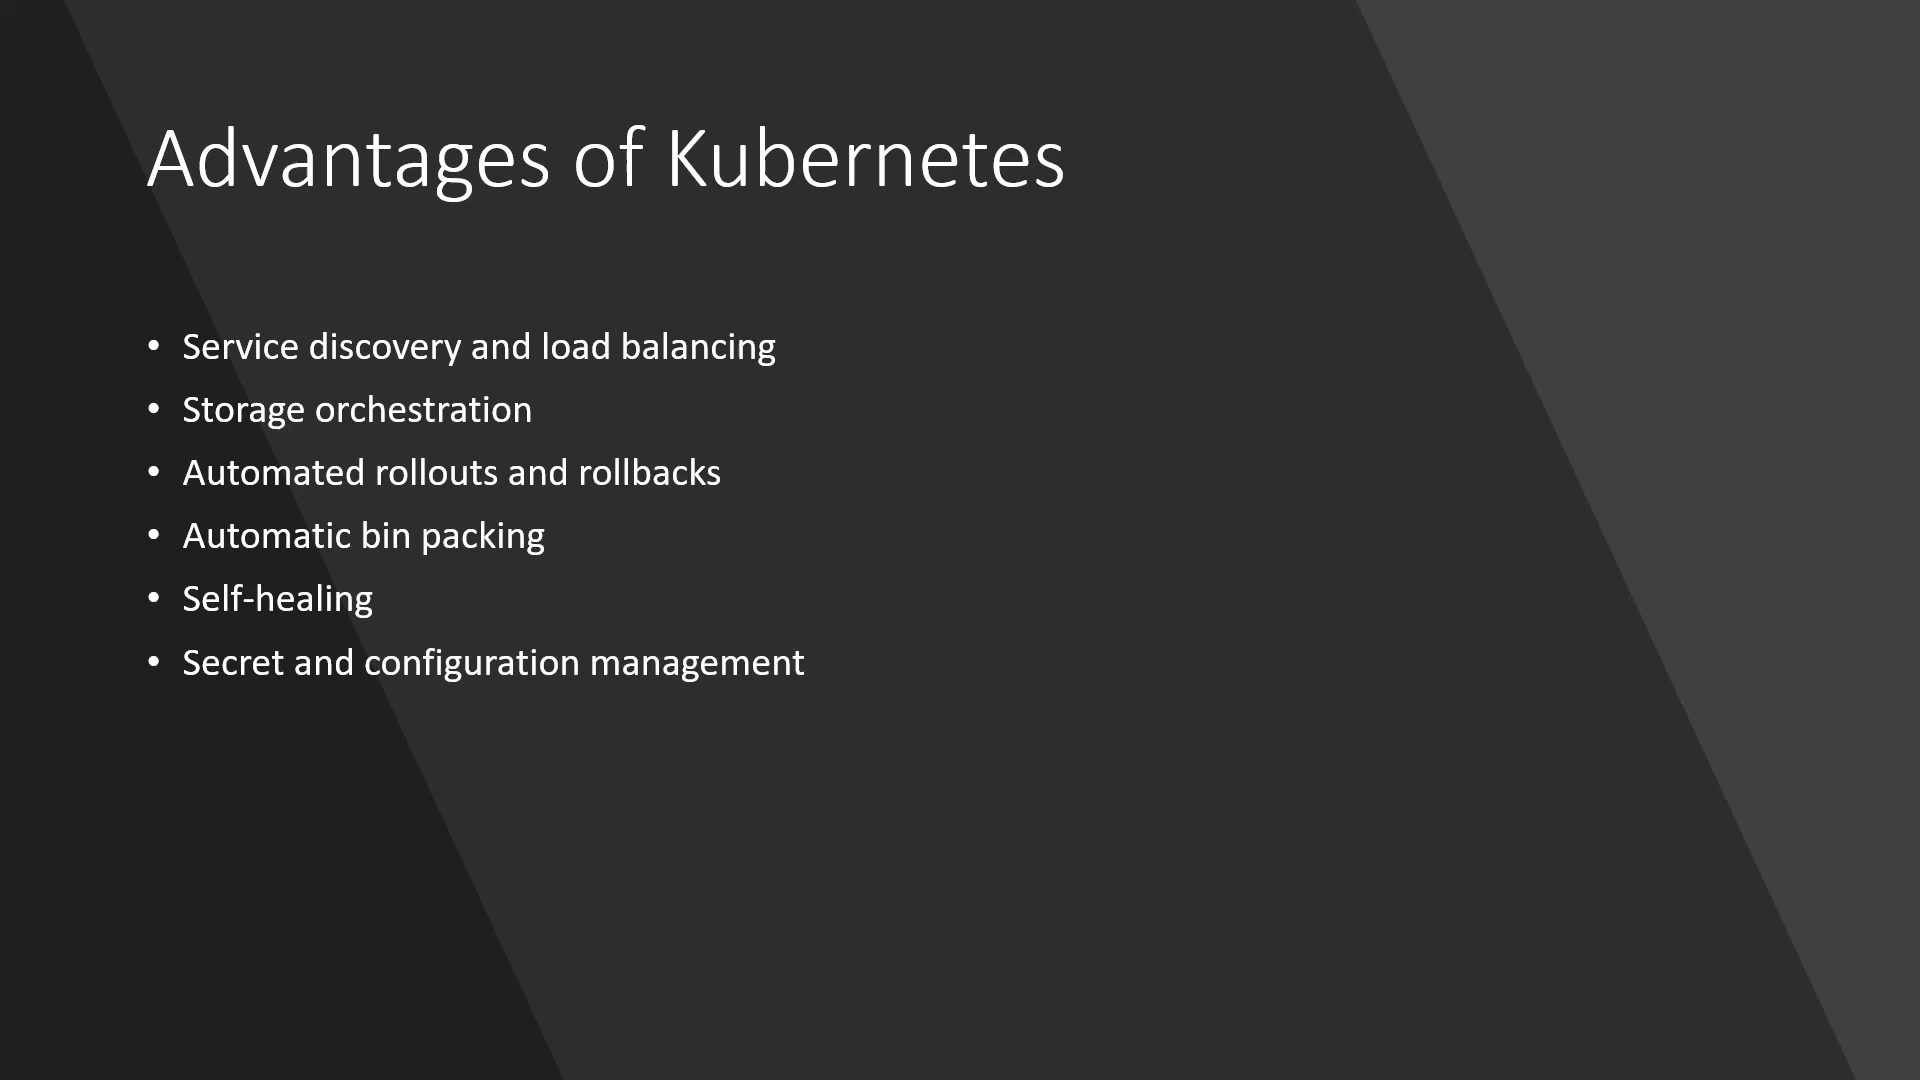 Advantages of Kubernetes
• Service discovery and load balancing
• Storage orchestration
• Automated rollouts and rollbacks
• Automatic bin packing
• Self-healing
• Secret and configuration management